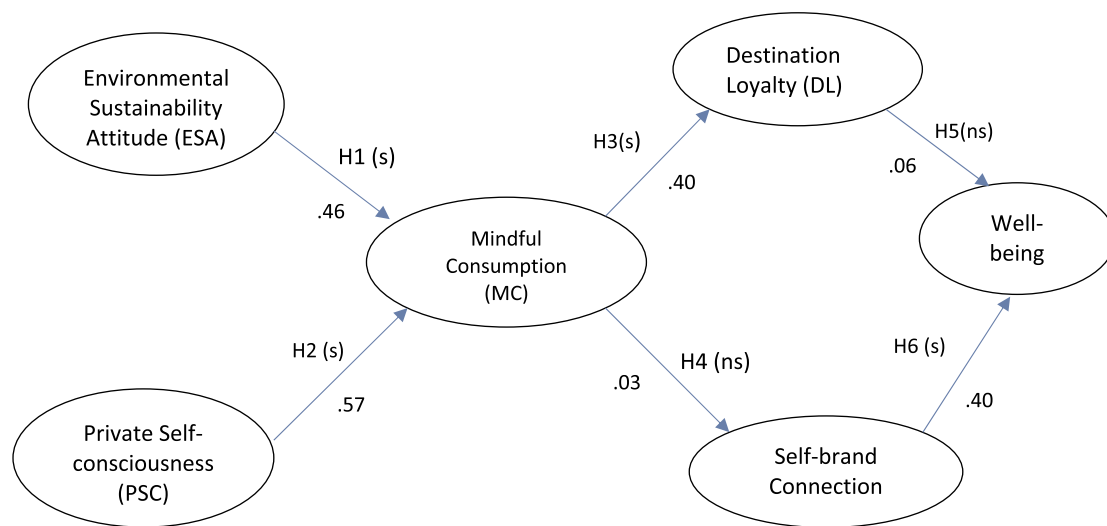 Environmental
Sustainability
Attitude (ESA)
H1 (s)
.46
Private Self-
consciousness
(PSC)
H2 (s)
.57
Mindful
Consumption
(MC)
H3(s)
.40
Destination
Loyalty (DL)
H4 (ns)
.03
Self-brand
Connection
H5(ns)
.06
H6 (s)
.40
Well-
being